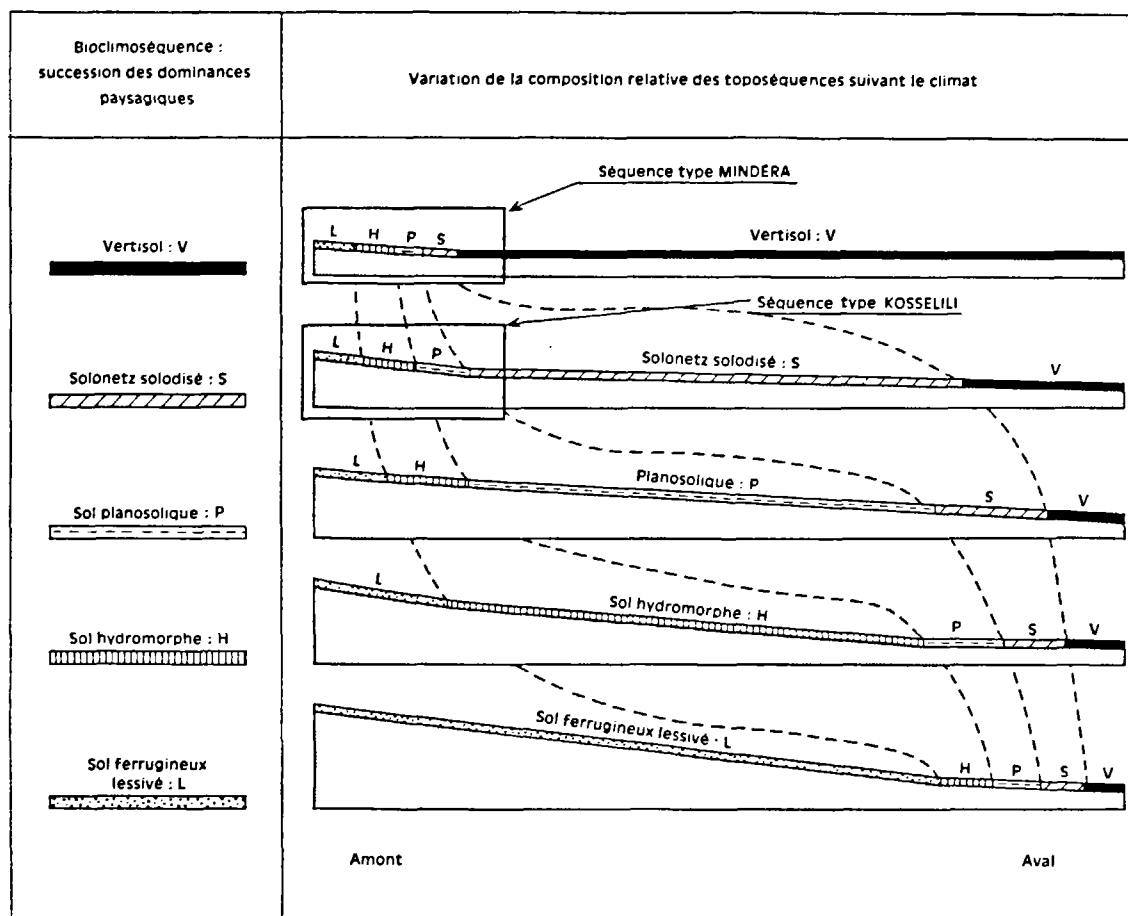 Bioclimoséquence :
succession des dominances
paysagiques
Variation de la composition relative des toposéquences suivant le climat
Séquence type MINDÉRA
Vertisol : V
L H P S
Vertisol : V
Séquence type KOSSELILI
Solonetz solodisé : S
L H P
Solonetz solodisé : S
V
Sol planosolique : P
L H
Planosolique : P
S
V
Sol hydromorphe : H
L
Sol hydromorphe : H
P S V
Sol ferrugineux
lessivé : L
Sol ferrugineux lessivé : L
H P S V
Amont
Aval